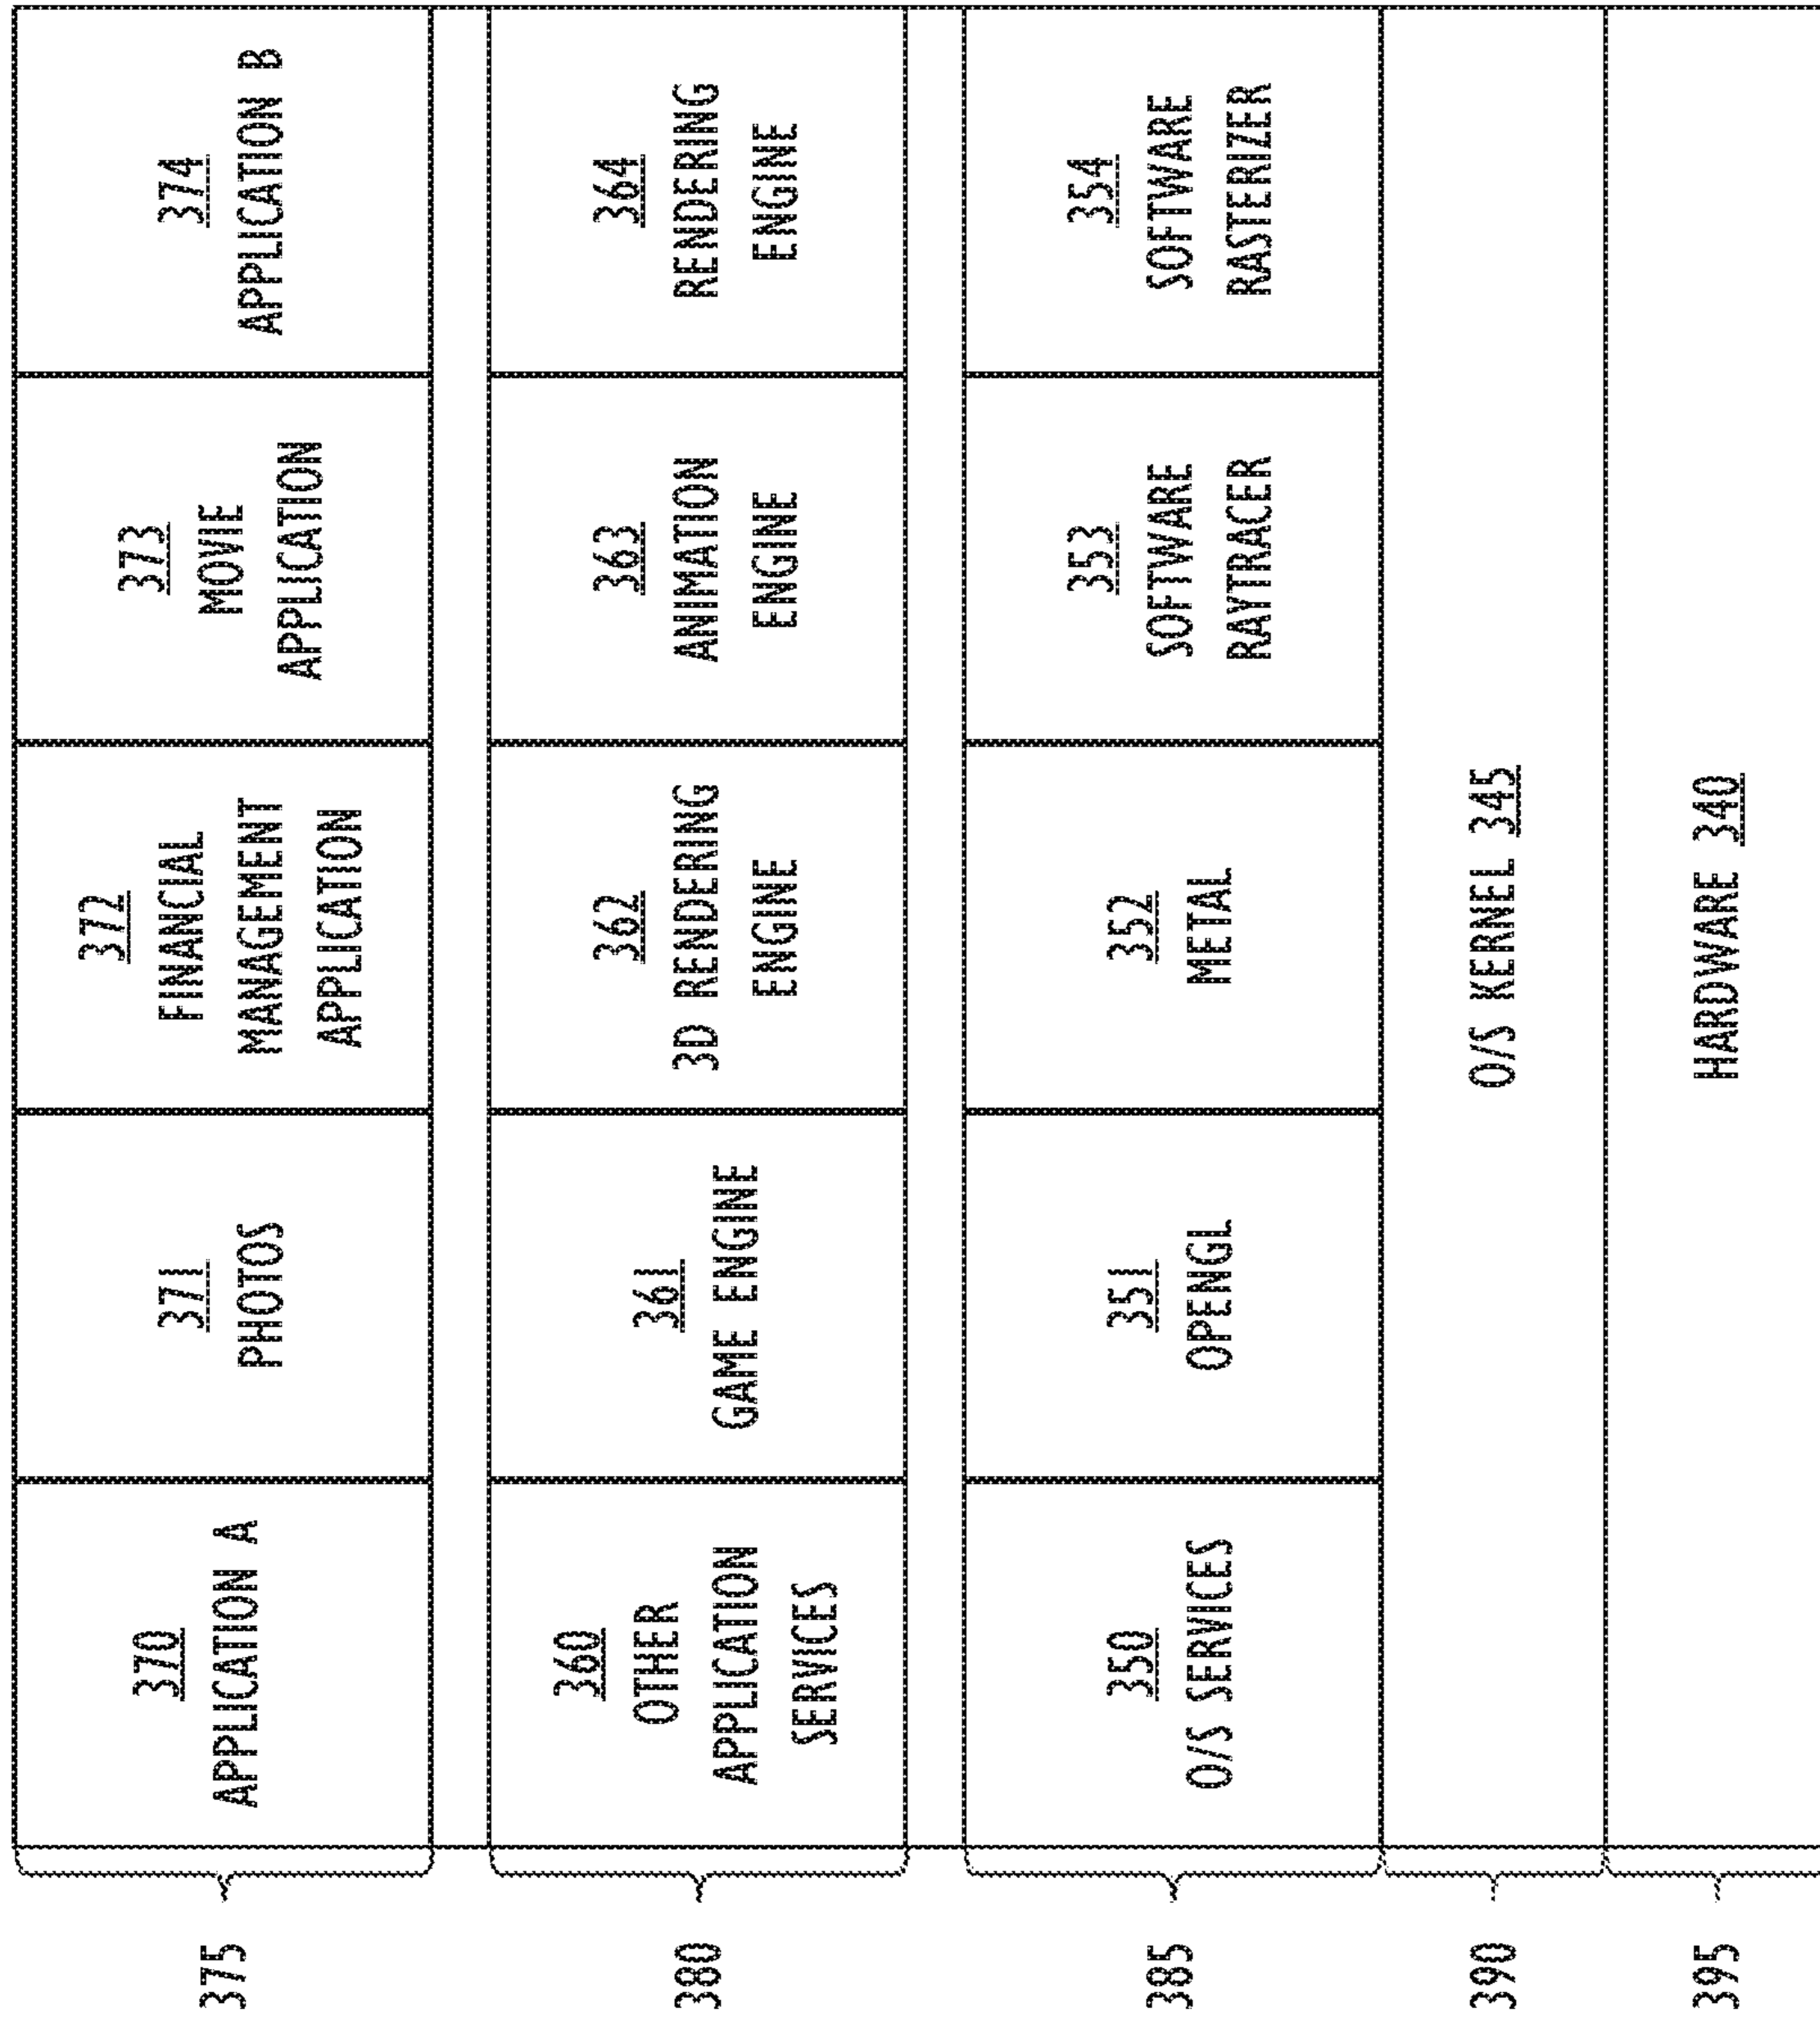 375
370
APPLICATION A
371
PHOTOS
372
FINANCIAL
MANAGEMENT
APPLICATION
373
MOVIE
APPLICATION
374
APPLICATION B
380
360
OTHER
APPLICATION
SERVICES
361
GAME ENGINE
362
3D RENDERING
ENGINE
363
ANIMATION
ENGINE
364
RENDERING
ENGINE
385
350
O/S SERVICES
351
OPENGL
352
METAL
353
SOFTWARE
RAYTRACER
354
SOFTWARE
RASTERIZER
390
O/S KERNEL 345
395
HARDWARE 340